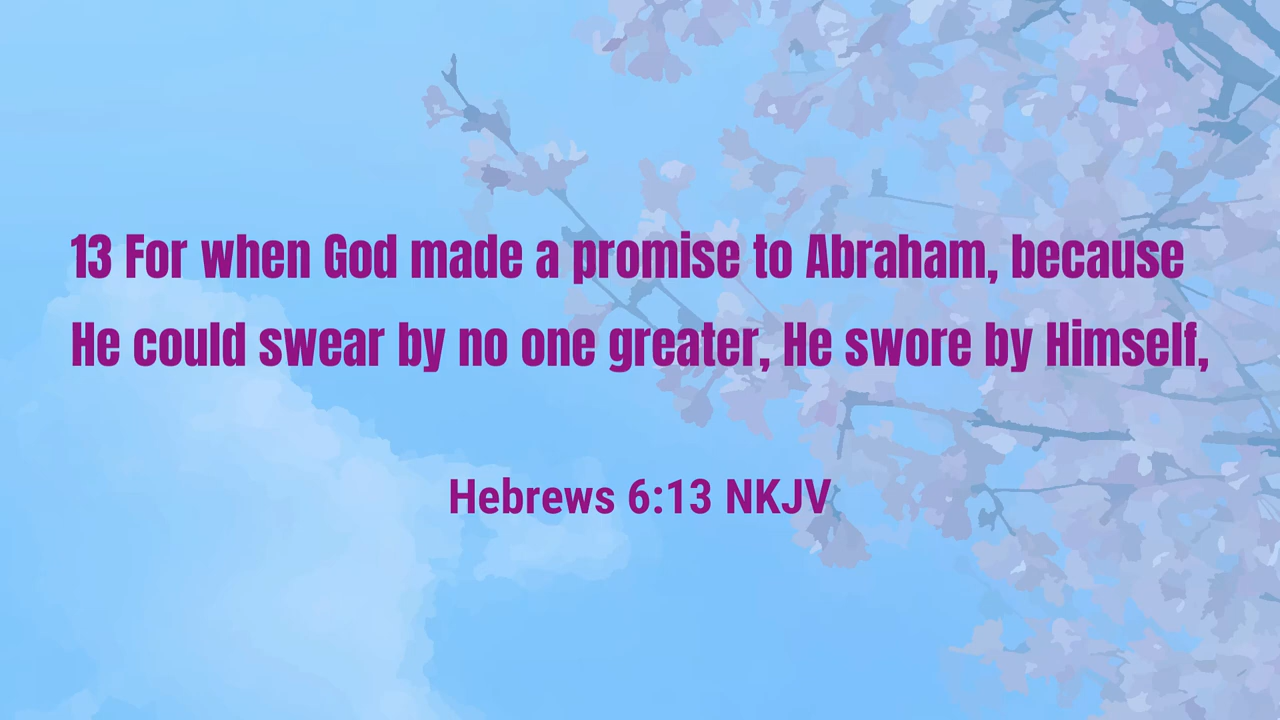 13 For when God made a promise to Abraham, because
He could swear by no one greater, He swore by Himself,
Hebrews 6:13 NKJV